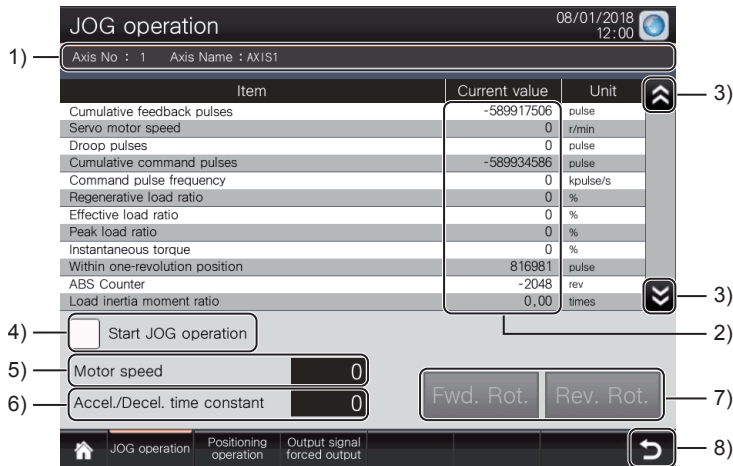 JOG operation
08/01/2018
12:00
1)
Axis No : 1 Axis Name : AXIS1
Item Current value Unit
3)
Cumulative feedback pulses -589917506 pulse
Servo motor speed 0 r/min
Droop pulses 0 pulse
Cumulative command pulses -589934586 pulse
Command pulse frequency 0 kpulse/s
Regenerative load ratio 0 %
Effective load ratio 0 %
Peak load ratio 0 %
Instantaneous torque 0 %
Within one-revolution position 816981 pulse
ABS Counter -2048 rev
Load inertia moment ratio 0,00 times
3)
4) Start JOG operation
2)
5) Motor speed 0
6) Accel./Decel. time constant 0
Fwd. Rot. Rev. Rot.
7)
JOG operation
Positioning
operation
Output signal
forced output
8)